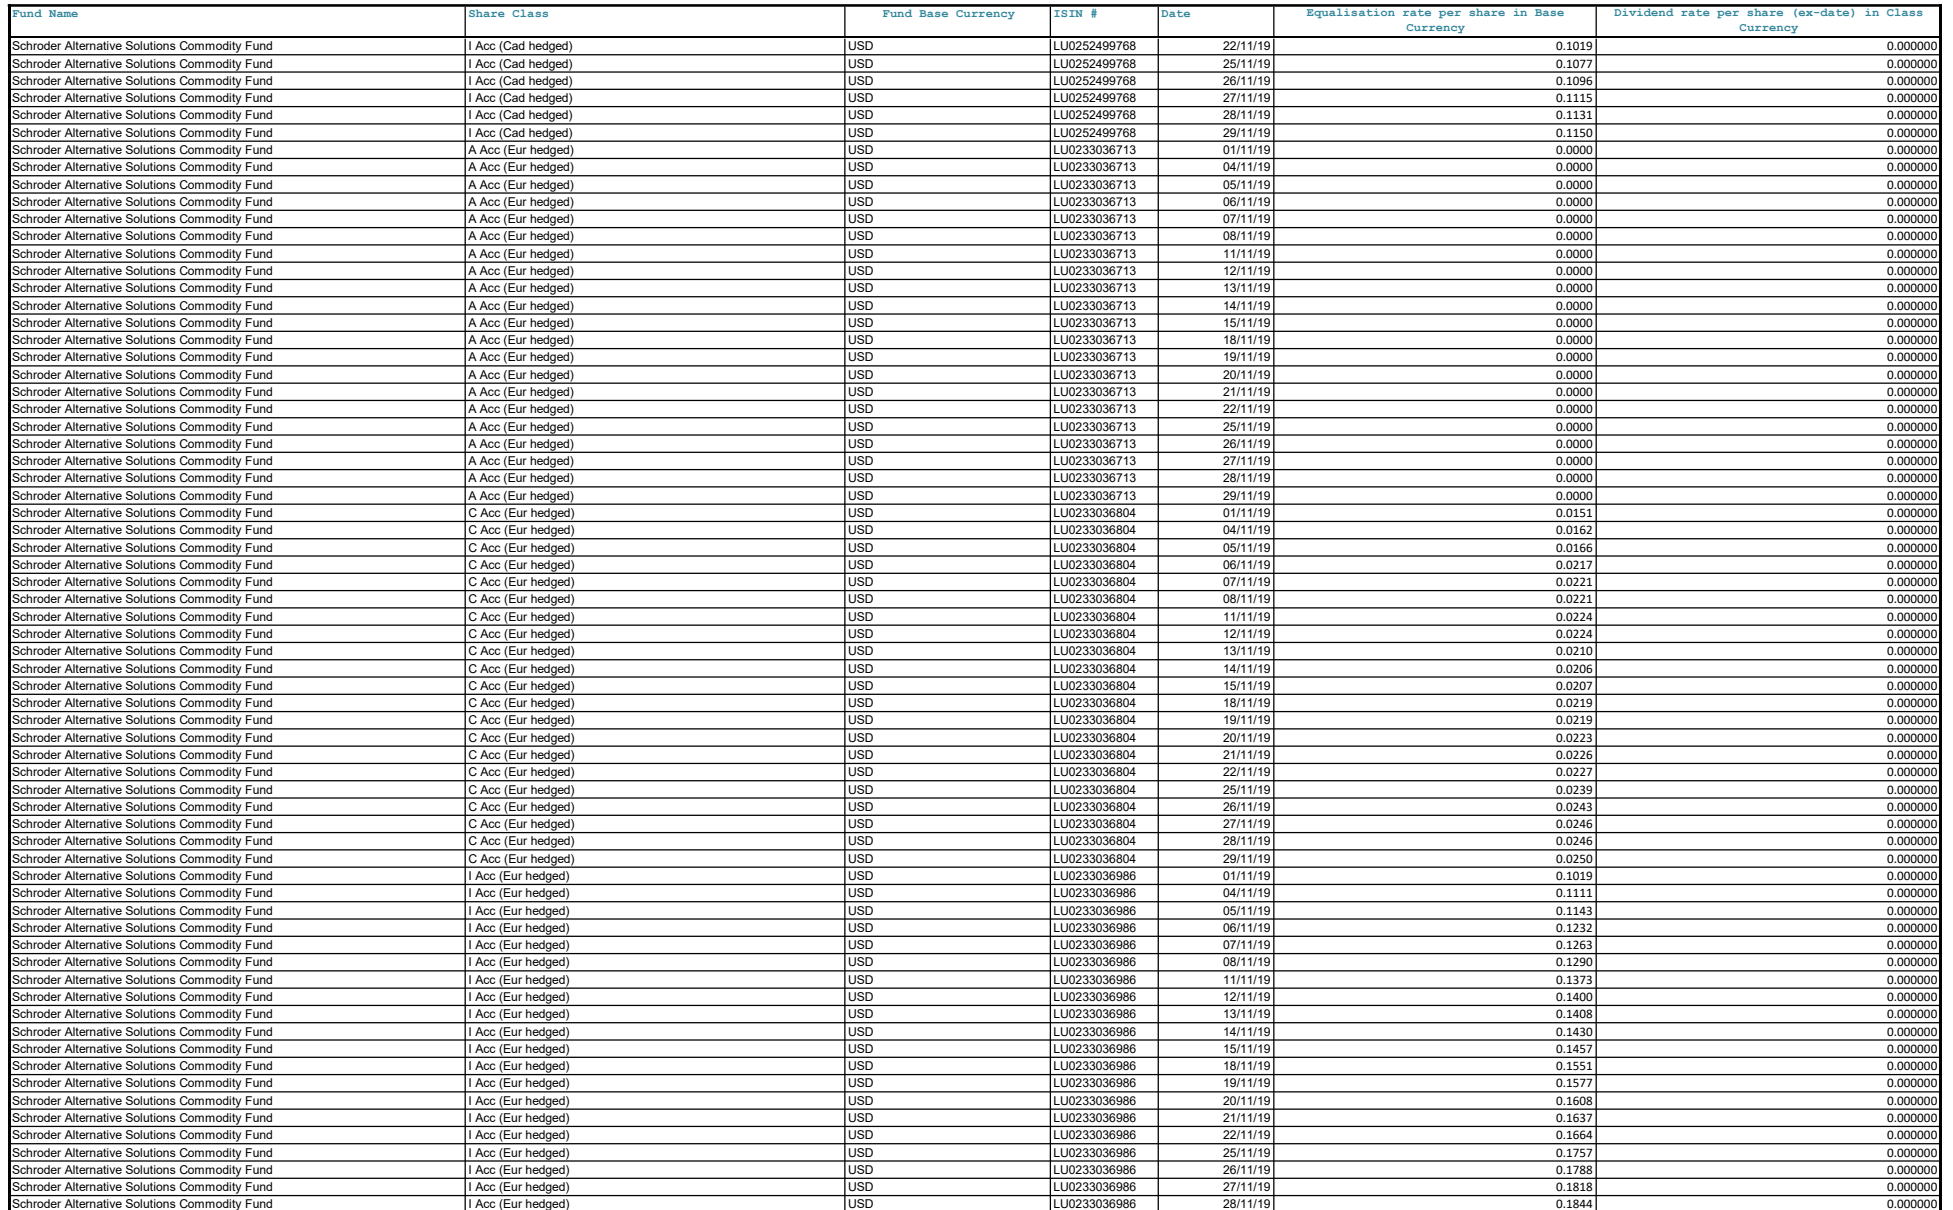 Fund Name Share Class Fund Base Currency ISIN # Date Equalisation rate per share in Base Currency Dividend rate per share (ex-date) in Class Currency
Schroder Alternative Solutions Commodity Fund I Acc (Cad hedged) USD LU0252499768 22/11/19 0.1019 0.000000
Schroder Alternative Solutions Commodity Fund I Acc (Cad hedged) USD LU0252499768 25/11/19 0.1077 0.000000
Schroder Alternative Solutions Commodity Fund I Acc (Cad hedged) USD LU0252499768 26/11/19 0.1096 0.000000
Schroder Alternative Solutions Commodity Fund I Acc (Cad hedged) USD LU0252499768 27/11/19 0.1115 0.000000
Schroder Alternative Solutions Commodity Fund I Acc (Cad hedged) USD LU0252499768 28/11/19 0.1131 0.000000
Schroder Alternative Solutions Commodity Fund I Acc (Cad hedged) USD LU0252499768 29/11/19 0.1150 0.000000
Schroder Alternative Solutions Commodity Fund A Acc (Eur hedged) USD LU0233036713 01/11/19 0.0000 0.000000
Schroder Alternative Solutions Commodity Fund A Acc (Eur hedged) USD LU0233036713 04/11/19 0.0000 0.000000
Schroder Alternative Solutions Commodity Fund A Acc (Eur hedged) USD LU0233036713 05/11/19 0.0000 0.000000
Schroder Alternative Solutions Commodity Fund A Acc (Eur hedged) USD LU0233036713 06/11/19 0.0000 0.000000
Schroder Alternative Solutions Commodity Fund A Acc (Eur hedged) USD LU0233036713 07/11/19 0.0000 0.000000
Schroder Alternative Solutions Commodity Fund A Acc (Eur hedged) USD LU0233036713 08/11/19 0.0000 0.000000
Schroder Alternative Solutions Commodity Fund A Acc (Eur hedged) USD LU0233036713 11/11/19 0.0000 0.000000
Schroder Alternative Solutions Commodity Fund A Acc (Eur hedged) USD LU0233036713 12/11/19 0.0000 0.000000
Schroder Alternative Solutions Commodity Fund A Acc (Eur hedged) USD LU0233036713 13/11/19 0.0000 0.000000
Schroder Alternative Solutions Commodity Fund A Acc (Eur hedged) USD LU0233036713 14/11/19 0.0000 0.000000
Schroder Alternative Solutions Commodity Fund A Acc (Eur hedged) USD LU0233036713 15/11/19 0.0000 0.000000
Schroder Alternative Solutions Commodity Fund A Acc (Eur hedged) USD LU0233036713 18/11/19 0.0000 0.000000
Schroder Alternative Solutions Commodity Fund A Acc (Eur hedged) USD LU0233036713 19/11/19 0.0000 0.000000
Schroder Alternative Solutions Commodity Fund A Acc (Eur hedged) USD LU0233036713 20/11/19 0.0000 0.000000
Schroder Alternative Solutions Commodity Fund A Acc (Eur hedged) USD LU0233036713 21/11/19 0.0000 0.000000
Schroder Alternative Solutions Commodity Fund A Acc (Eur hedged) USD LU0233036713 22/11/19 0.0000 0.000000
Schroder Alternative Solutions Commodity Fund A Acc (Eur hedged) USD LU0233036713 25/11/19 0.0000 0.000000
Schroder Alternative Solutions Commodity Fund A Acc (Eur hedged) USD LU0233036713 26/11/19 0.0000 0.000000
Schroder Alternative Solutions Commodity Fund A Acc (Eur hedged) USD LU0233036713 27/11/19 0.0000 0.000000
Schroder Alternative Solutions Commodity Fund A Acc (Eur hedged) USD LU0233036713 28/11/19 0.0000 0.000000
Schroder Alternative Solutions Commodity Fund A Acc (Eur hedged) USD LU0233036713 29/11/19 0.0000 0.000000
Schroder Alternative Solutions Commodity Fund C Acc (Eur hedged) USD LU0233036804 01/11/19 0.0151 0.000000
Schroder Alternative Solutions Commodity Fund C Acc (Eur hedged) USD LU0233036804 04/11/19 0.0162 0.000000
Schroder Alternative Solutions Commodity Fund C Acc (Eur hedged) USD LU0233036804 05/11/19 0.0166 0.000000
Schroder Alternative Solutions Commodity Fund C Acc (Eur hedged) USD LU0233036804 06/11/19 0.0217 0.000000
Schroder Alternative Solutions Commodity Fund C Acc (Eur hedged) USD LU0233036804 07/11/19 0.0221 0.000000
Schroder Alternative Solutions Commodity Fund C Acc (Eur hedged) USD LU0233036804 08/11/19 0.0221 0.000000
Schroder Alternative Solutions Commodity Fund C Acc (Eur hedged) USD LU0233036804 11/11/19 0.0224 0.000000
Schroder Alternative Solutions Commodity Fund C Acc (Eur hedged) USD LU0233036804 12/11/19 0.0224 0.000000
Schroder Alternative Solutions Commodity Fund C Acc (Eur hedged) USD LU0233036804 13/11/19 0.0210 0.000000
Schroder Alternative Solutions Commodity Fund C Acc (Eur hedged) USD LU0233036804 14/11/19 0.0206 0.000000
Schroder Alternative Solutions Commodity Fund C Acc (Eur hedged) USD LU0233036804 15/11/19 0.0207 0.000000
Schroder Alternative Solutions Commodity Fund C Acc (Eur hedged) USD LU0233036804 18/11/19 0.0219 0.000000
Schroder Alternative Solutions Commodity Fund C Acc (Eur hedged) USD LU0233036804 19/11/19 0.0219 0.000000
Schroder Alternative Solutions Commodity Fund C Acc (Eur hedged) USD LU0233036804 20/11/19 0.0223 0.000000
Schroder Alternative Solutions Commodity Fund C Acc (Eur hedged) USD LU0233036804 21/11/19 0.0226 0.000000
Schroder Alternative Solutions Commodity Fund C Acc (Eur hedged) USD LU0233036804 22/11/19 0.0227 0.000000
Schroder Alternative Solutions Commodity Fund C Acc (Eur hedged) USD LU0233036804 25/11/19 0.0239 0.000000
Schroder Alternative Solutions Commodity Fund C Acc (Eur hedged) USD LU0233036804 26/11/19 0.0243 0.000000
Schroder Alternative Solutions Commodity Fund C Acc (Eur hedged) USD LU0233036804 27/11/19 0.0246 0.000000
Schroder Alternative Solutions Commodity Fund C Acc (Eur hedged) USD LU0233036804 28/11/19 0.0246 0.000000
Schroder Alternative Solutions Commodity Fund C Acc (Eur hedged) USD LU0233036804 29/11/19 0.0250 0.000000
Schroder Alternative Solutions Commodity Fund I Acc (Eur hedged) USD LU0233036986 01/11/19 0.1019 0.000000
Schroder Alternative Solutions Commodity Fund I Acc (Eur hedged) USD LU0233036986 04/11/19 0.1111 0.000000
Schroder Alternative Solutions Commodity Fund I Acc (Eur hedged) USD LU0233036986 05/11/19 0.1143 0.000000
Schroder Alternative Solutions Commodity Fund I Acc (Eur hedged) USD LU0233036986 06/11/19 0.1232 0.000000
Schroder Alternative Solutions Commodity Fund I Acc (Eur hedged) USD LU0233036986 07/11/19 0.1263 0.000000
Schroder Alternative Solutions Commodity Fund I Acc (Eur hedged) USD LU0233036986 08/11/19 0.1290 0.000000
Schroder Alternative Solutions Commodity Fund I Acc (Eur hedged) USD LU0233036986 11/11/19 0.1373 0.000000
Schroder Alternative Solutions Commodity Fund I Acc (Eur hedged) USD LU0233036986 12/11/19 0.1400 0.000000
Schroder Alternative Solutions Commodity Fund I Acc (Eur hedged) USD LU0233036986 13/11/19 0.1408 0.000000
Schroder Alternative Solutions Commodity Fund I Acc (Eur hedged) USD LU0233036986 14/11/19 0.1430 0.000000
Schroder Alternative Solutions Commodity Fund I Acc (Eur hedged) USD LU0233036986 15/11/19 0.1457 0.000000
Schroder Alternative Solutions Commodity Fund I Acc (Eur hedged) USD LU0233036986 18/11/19 0.1551 0.000000
Schroder Alternative Solutions Commodity Fund I Acc (Eur hedged) USD LU0233036986 19/11/19 0.1577 0.000000
Schroder Alternative Solutions Commodity Fund I Acc (Eur hedged) USD LU0233036986 20/11/19 0.1608 0.000000
Schroder Alternative Solutions Commodity Fund I Acc (Eur hedged) USD LU0233036986 21/11/19 0.1637 0.000000
Schroder Alternative Solutions Commodity Fund I Acc (Eur hedged) USD LU0233036986 22/11/19 0.1664 0.000000
Schroder Alternative Solutions Commodity Fund I Acc (Eur hedged) USD LU0233036986 25/11/19 0.1757 0.000000
Schroder Alternative Solutions Commodity Fund I Acc (Eur hedged) USD LU0233036986 26/11/19 0.1788 0.000000
Schroder Alternative Solutions Commodity Fund I Acc (Eur hedged) USD LU0233036986 27/11/19 0.1818 0.000000
Schroder Alternative Solutions Commodity Fund I Acc (Eur hedged) USD LU0233036986 28/11/19 0.1844 0.000000